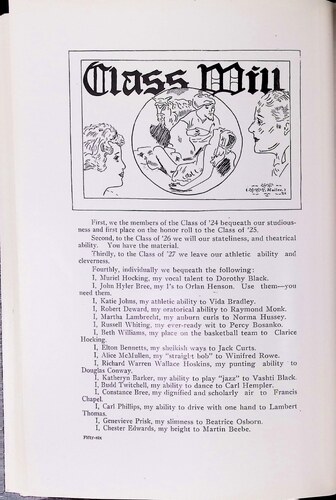 Class Will
First, we the members of the Class of '24 bequeath our studious-
ness and first place on the honor roll to the Class of '25.
Second, to the Class of '26 we will our stateliness, and theatrical
ability. You have the material.
Thirdly, to the Class of '27 we leave our athletic ability and
cleverness.
Fourthly, individually we bequeath the following:
I, Muriel Hocking, my vocal talent to Dorothy Black.
I, John Hyler Bree, my I's to Orlan Henson. Use them—you
need them.
I, Katie Johns, my athletic ability to Vida Bradley.
I, Robert Deward, my oratorical ability to Raymond Monk.
I, Martha Lambrecht, my auburn curls to Norma Hussey.
I, Russell Whiting, my ever-ready wit to Percy Bosanko.
I, Beth Williams, my place on the basketball team to Clarice
Hocking.
I, Elton Bennetts, my sheikish ways to Jack Curta.
I, Alice McMullen, my "straight bob" to Winifred Rowe.
I, Richard Warren Wallace Hoskins, my punting ability to
Douglas Conway.
I, Katheryn Barker, my ability to play "jazz" to Vashti Black.
I, Budd Twitchell, my ability to dance to Carl Hempler.
I, Constance Bree, my dignified and scholarly air to Francis
Chapel.
I, Carl Phillips, my ability to drive with one hand to Lambert
Thomas.
I, Genevieve Prisk, my slimness to Beatrice Osborn.
I, Chester Edwards, my height to Martin Beebe.
Fifty-six